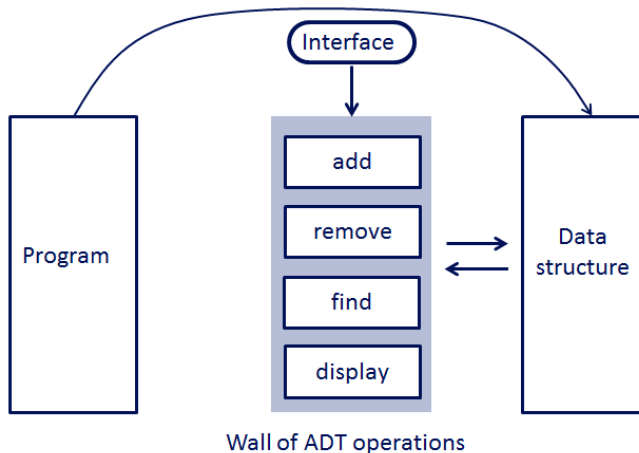 Interface
add
remove
find
display
Program
Data
structure
Wall of ADT operations